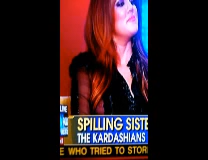 SPILLING SISTE
THE KARDASHIANS
E WHO TRIED TO STOR